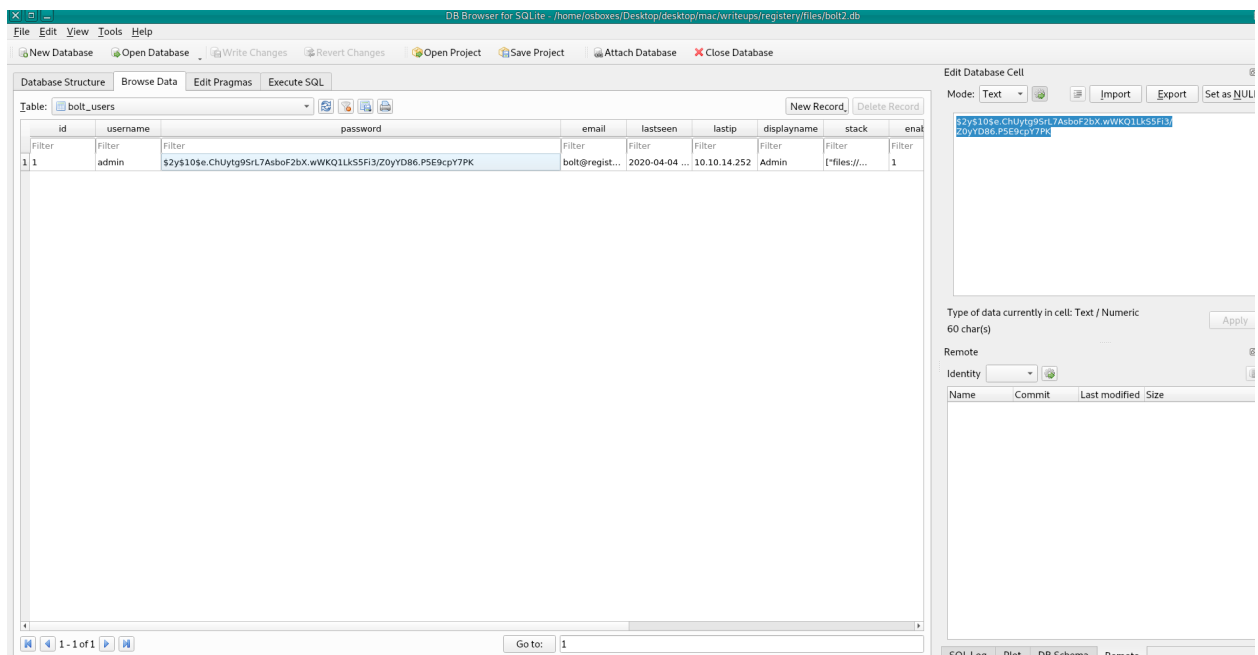 DB Browser for SQLite - /home/osboxes/Desktop/desktop/mac/writeups/registery/files/bolt2.db
File Edit View Tools Help
New Database Open Database Write Changes Revert Changes Open Project Save Project Attach Database Close Database
Database Structure Browse Data Edit Pragmas Execute SQL
Table: bolt_users New Record Delete Record
id username password email lastseen lastip displayname stack enab
Filter Filter Filter Filter Filter Filter Filter Filter Filter
1 1 admin $2y$10$e.ChUytg9SrL7AsboF2bX.wWKQ1LkS5Fi3/Z0yYD86.P5E9cpY7PK bolt@regist... 2020-04-04 ... 10.10.14.252 Admin ["files://... 1
1 - 1 of 1 Go to: 1
Edit Database Cell
Mode: Text Import Export Set as NULL
$2y$10$e.ChUytg9SrL7AsboF2bX.wWKQ1LkS5Fi3/
Z0yYD86.P5E9cpY7PK
Type of data currently in cell: Text / Numeric
60 char(s)
Apply
Remote
Identity
Name Commit Last modified Size
SQL Log Plot DB Schema Remote